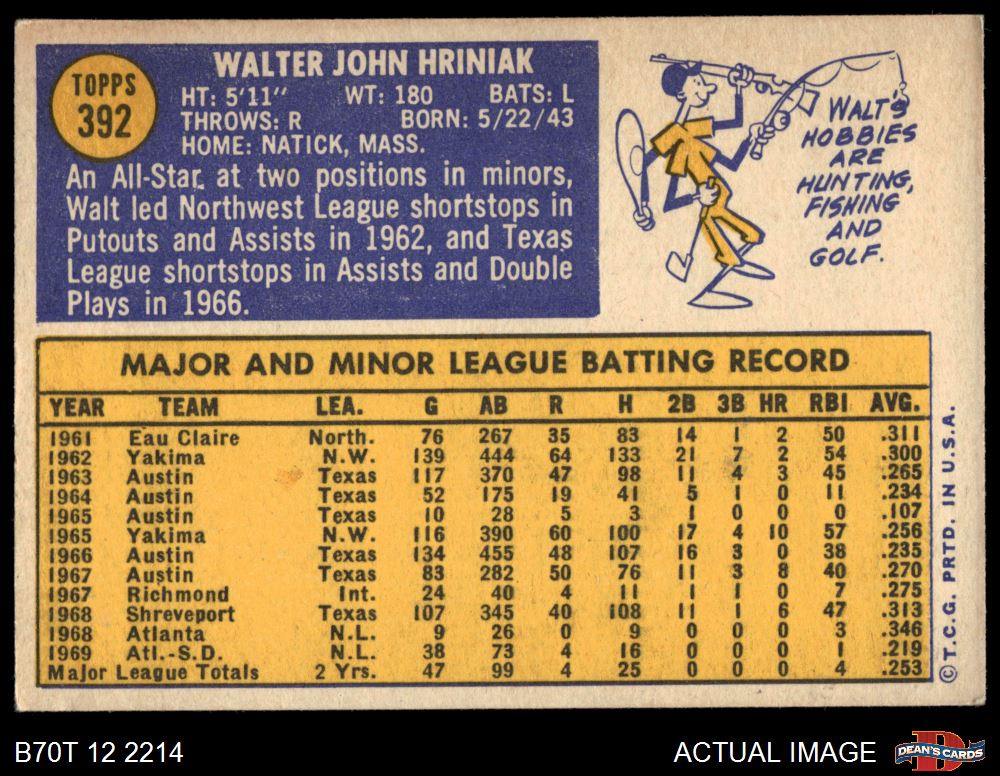 TOPPS
392
WALTER JOHN HRINIAK
HT: 5'11" WT: 180 BATS: L
THROWS: R BORN: 5/22/43
HOME: NATICK, MASS.
An All-Star at two positions in minors,
Walt led Northwest League shortstops in
Putouts and Assists in 1962, and Texas
League shortstops in Assists and Double
Plays in 1966.
WALT'S
HOBBIES
ARE
HUNTING,
FISHING
AND
GOLF.
MAJOR AND MINOR LEAGUE BATTING RECORD
YEAR TEAM LEA. G AB R H 2B 3B HR RBI AVG.
1961 Eau Claire North. 76 267 35 83 14 1 2 50 .311
1962 Yakima N.W. 139 444 64 133 21 7 2 54 .300
1963 Austin Texas 117 370 47 98 11 4 3 45 .265
1964 Austin Texas 52 175 19 41 5 1 0 11 .234
1965 Austin Texas 10 28 5 3 1 0 0 0 .107
1965 Yakima N.W. 116 390 60 100 17 4 10 57 .256
1966 Austin Texas 134 455 48 107 16 3 0 38 .235
1967 Austin Texas 83 282 50 76 11 3 8 40 .270
1967 Richmond Int. 24 40 4 11 1 1 0 7 .275
1968 Shreveport Texas 107 345 40 108 11 1 6 47 .313
1968 Atlanta N.L. 9 26 0 9 0 0 0 3 .346
1969 Atl.-S.D. N.L. 38 73 4 16 0 0 0 1 .219
Major League Totals 2 Yrs. 47 99 4 25 0 0 0 4 .253
© T.C.G. PRTD. IN U.S.A.
B70T 12 2214
ACTUAL IMAGE
DEAN'S CARDS